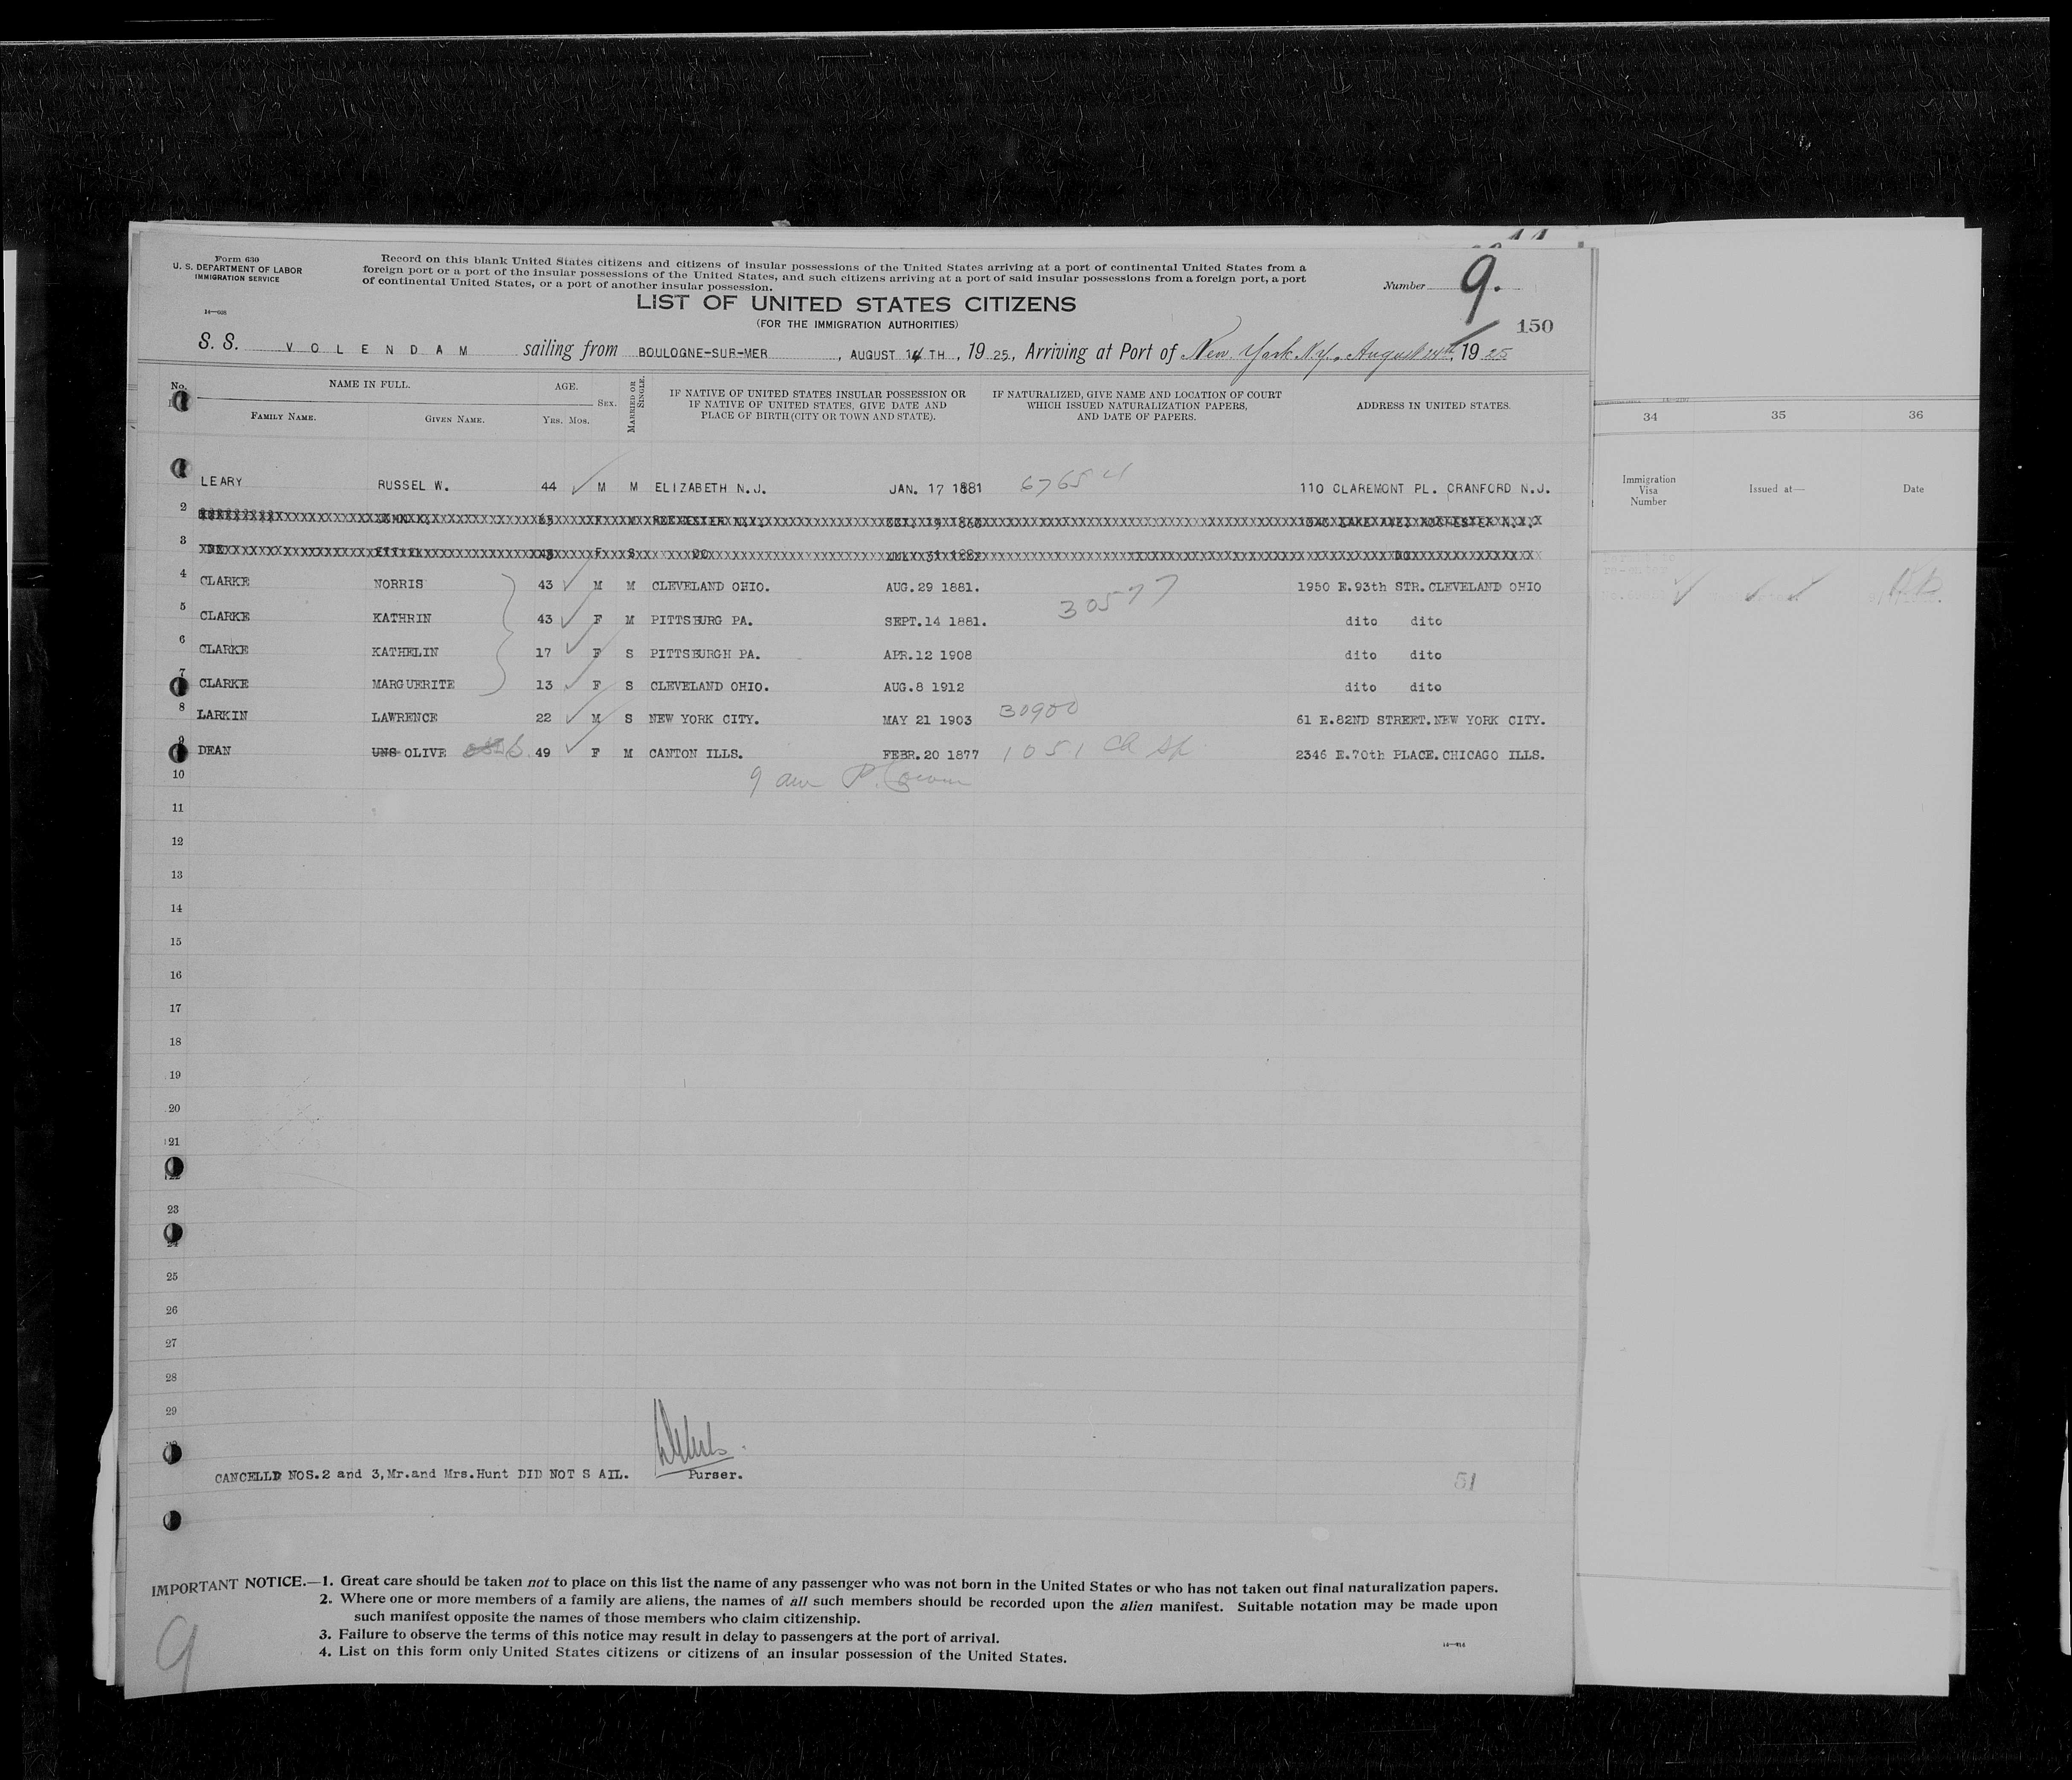 Form 630
U. S. DEPARTMENT OF LABOR
IMMIGRATION SERVICE
14—608
Record on this blank United States citizens and citizens of insular possessions of the United States arriving at a port of continental United States from a
foreign port or a port of the insular possessions of the United States, and such citizens arriving at a port of said insular possessions from a foreign port, a port
of continental United States, or a port of another insular possession.
Number 9.
LIST OF UNITED STATES CITIZENS
(FOR THE IMMIGRATION AUTHORITIES)
150
S. S. VOLENDAM sailing from BOULOGNE-SUR-MER, AUGUST 14 TH, 1925, Arriving at Port of New York N.Y., August 24th, 1925
No. NAME IN FULL. AGE. SEX. MARRIED OR SINGLE. IF NATIVE OF UNITED STATES INSULAR POSSESSION OR IF NATIVE OF UNITED STATES, GIVE DATE AND PLACE OF BIRTH (CITY OR TOWN AND STATE). IF NATURALIZED, GIVE NAME AND LOCATION OF COURT WHICH ISSUED NATURALIZATION PAPERS, AND DATE OF PAPERS. ADDRESS IN UNITED STATES.
FAMILY NAME. GIVEN NAME. YRS. MOS.
34 35 36
Immigration Visa Number Issued at— Date
LEARY RUSSEL W. 44 M M ELIZABETH N.J. JAN. 17 1881 67654 110 CLAREMONT PL. CRANFORD N.J.
2 ROCHESTER N.Y. LAKE AVE. ROCHESTER N.Y.
3 DO DO
4 CLARKE NORRIS 43 M M CLEVELAND OHIO. AUG.29 1881. 1950 E.93th STR.CLEVELAND OHIO
5 CLARKE KATHRIN 43 F M PITTSBURG PA. SEPT.14 1881. 30577 dito dito
6 CLARKE KATHELIN 17 F S PITTSBURGH PA. APR.12 1908 dito dito
7 CLARKE MARGUERITE 13 F S CLEVELAND OHIO. AUG.8 1912 dito dito
8 LARKIN LAWRENCE 22 M S NEW YORK CITY. MAY 21 1903 30900 61 E.82ND STREET.NEW YORK CITY.
9 DEAN UNS OLIVE 49 F M CANTON ILLS. FEBR.20 1877 1051 2346 E.70th PLACE.CHICAGO ILLS.
10
11
12
13
14
15
16
17
18
19
20
21
22
23
24
25
26
27
28
29
CANCELLD NOS.2 and 3,Mr.and Mrs.Hunt DID NOT S AIL. Purser.
51
IMPORTANT NOTICE.—1. Great care should be taken not to place on this list the name of any passenger who was not born in the United States or who has not taken out final naturalization papers.
2. Where one or more members of a family are aliens, the names of all such members should be recorded upon the alien manifest. Suitable notation may be made upon
such manifest opposite the names of those members who claim citizenship.
3. Failure to observe the terms of this notice may result in delay to passengers at the port of arrival.
4. List on this form only United States citizens or citizens of an insular possession of the United States.
9